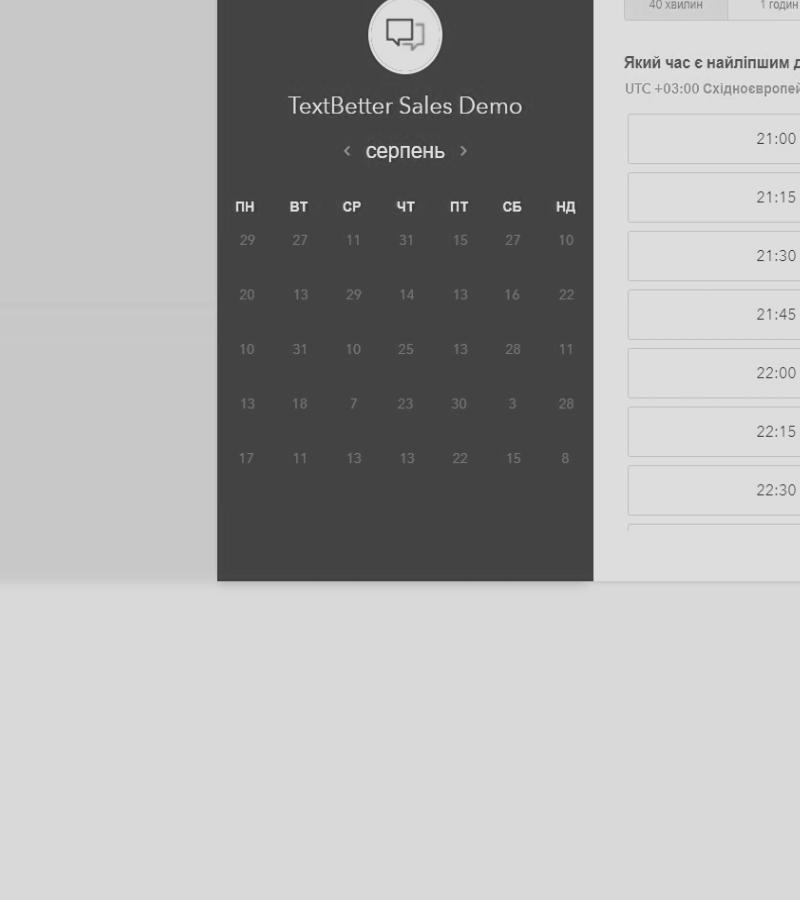 TextBetter Sales Demo
‹ серпень ›
ПН ВТ СР ЧТ ПТ СБ НД
29 27 11 31 15 27 10
20 13 29 14 13 16 22
10 31 10 25 13 28 11
13 18 7 23 30 3 28
17 11 13 13 22 15 8
40 хвилин 1 годин
Який час є найліпшим д
UTC +03:00 Східноєвропей
21:00
21:15
21:30
21:45
22:00
22:15
22:30